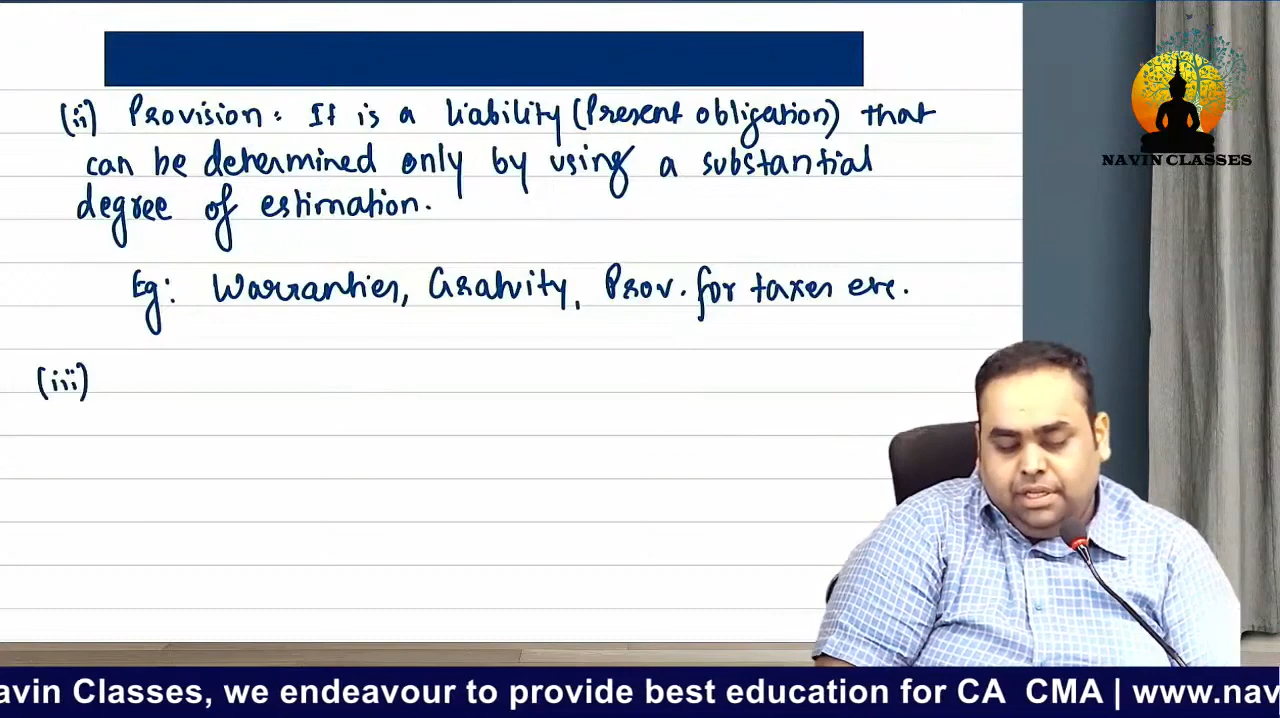 (ii) Provision: It is a liability (Present obligation) that
can be determined only by using a substantial
degree of estimation.
Eg: Warranties, Gratuity, Prov. for taxes etc.
(iii)
NAVIN CLASSES
avin Classes, we endeavour to provide best education for CA CMA | www.nav